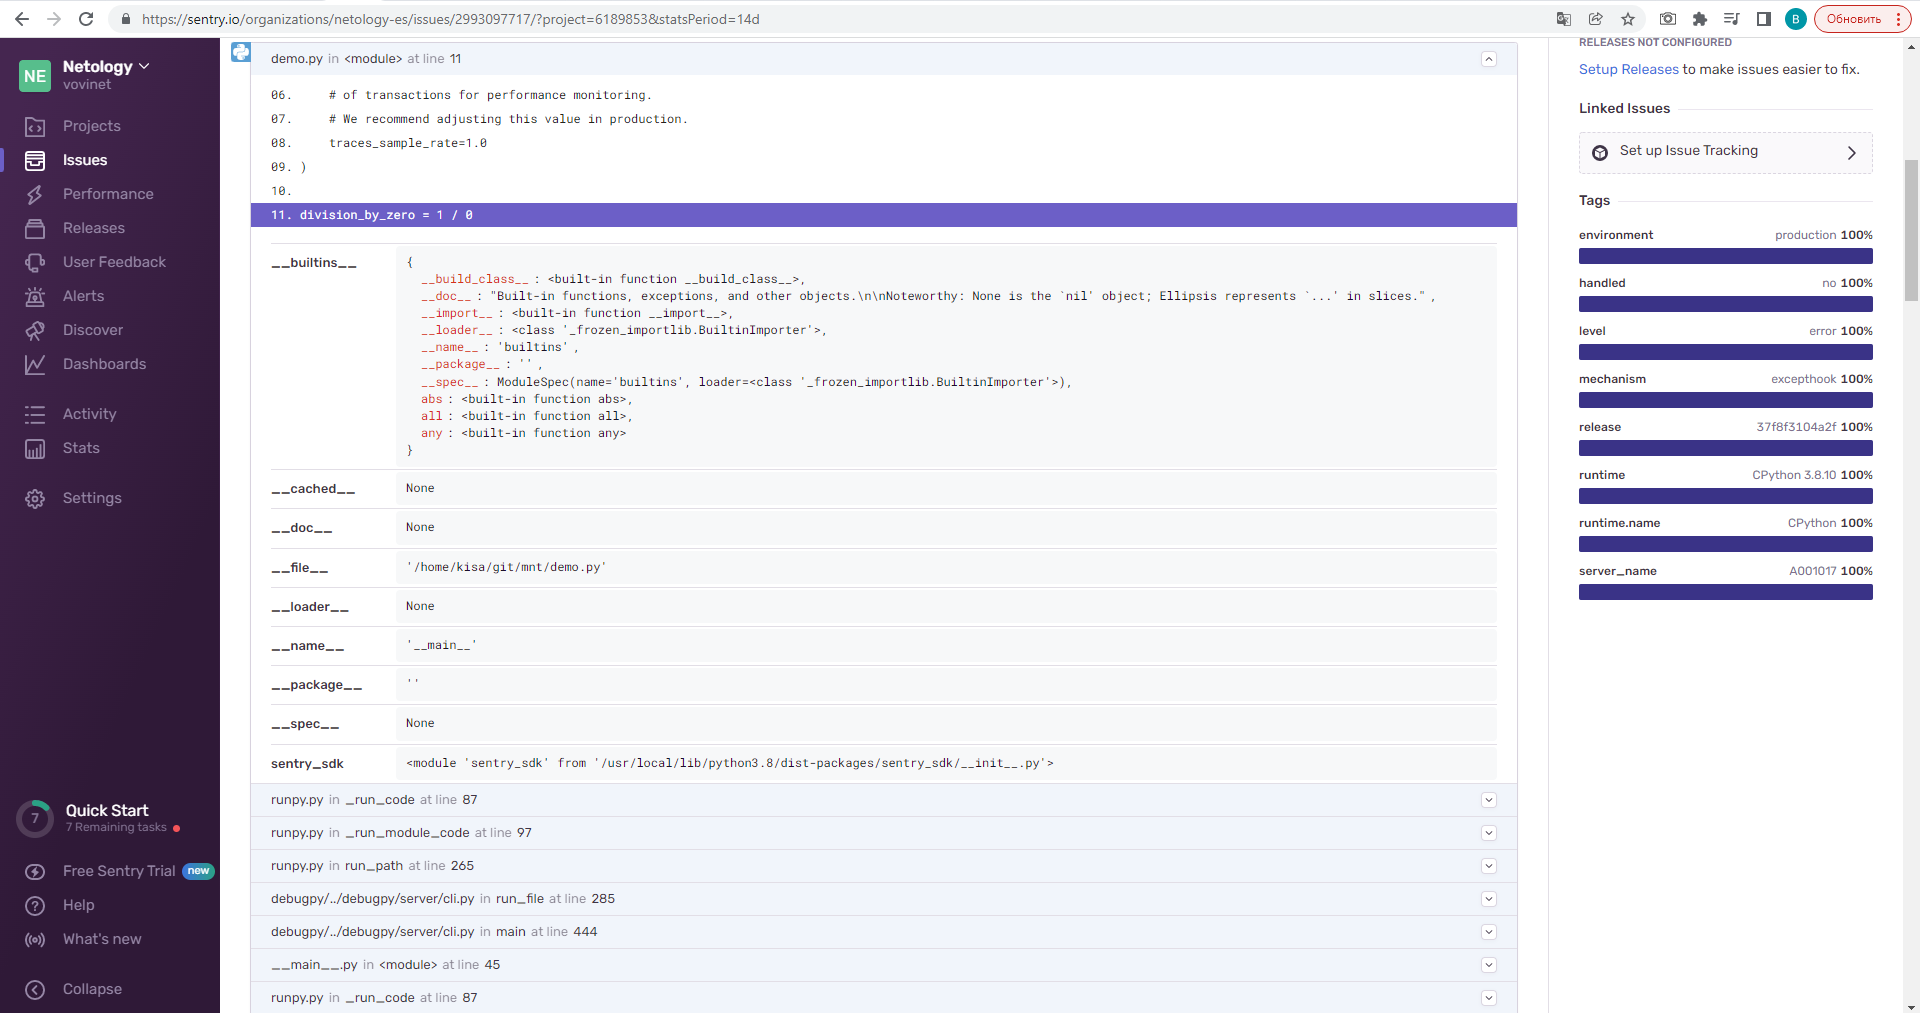 https://sentry.io/organizations/netology-es/issues/2993097717/?project=6189853&statsPeriod=14d
B
Обновить
NE
Netology
vovinet
Projects
Issues
Performance
Releases
User Feedback
Alerts
Discover
Dashboards
Activity
Stats
Settings
7
Quick Start
7 Remaining tasks
Free Sentry Trial new
Help
What's new
Collapse
demo.py in <module> at line 11
06. # of transactions for performance monitoring.
07. # We recommend adjusting this value in production.
08. traces_sample_rate=1.0
09. )
10.
11. division_by_zero = 1 / 0
__builtins__
{
__build_class__ : <built-in function __build_class__>,
__doc__ : "Built-in functions, exceptions, and other objects.\n\nNoteworthy: None is the `nil' object; Ellipsis represents `...' in slices." ,
__import__ : <built-in function __import__>,
__loader__ : <class '_frozen_importlib.BuiltinImporter'>,
__name__ : 'builtins' ,
__package__ : '' ,
__spec__ : ModuleSpec(name='builtins', loader=<class '_frozen_importlib.BuiltinImporter'>),
abs : <built-in function abs>,
all : <built-in function all>,
any : <built-in function any>
}
__cached__ None
__doc__ None
__file__ '/home/kisa/git/mnt/demo.py'
__loader__ None
__name__ '__main__'
__package__ ''
__spec__ None
sentry_sdk <module 'sentry_sdk' from '/usr/local/lib/python3.8/dist-packages/sentry_sdk/__init__.py'>
runpy.py in _run_code at line 87
runpy.py in _run_module_code at line 97
runpy.py in run_path at line 265
debugpy/../debugpy/server/cli.py in run_file at line 285
debugpy/../debugpy/server/cli.py in main at line 444
__main__.py in <module> at line 45
runpy.py in _run_code at line 87
RELEASES NOT CONFIGURED
Setup Releases to make issues easier to fix.
Linked Issues
Set up Issue Tracking
Tags
environment production 100%
handled no 100%
level error 100%
mechanism excepthook 100%
release 37f8f3104a2f 100%
runtime CPython 3.8.10 100%
runtime.name CPython 100%
server_name A001017 100%